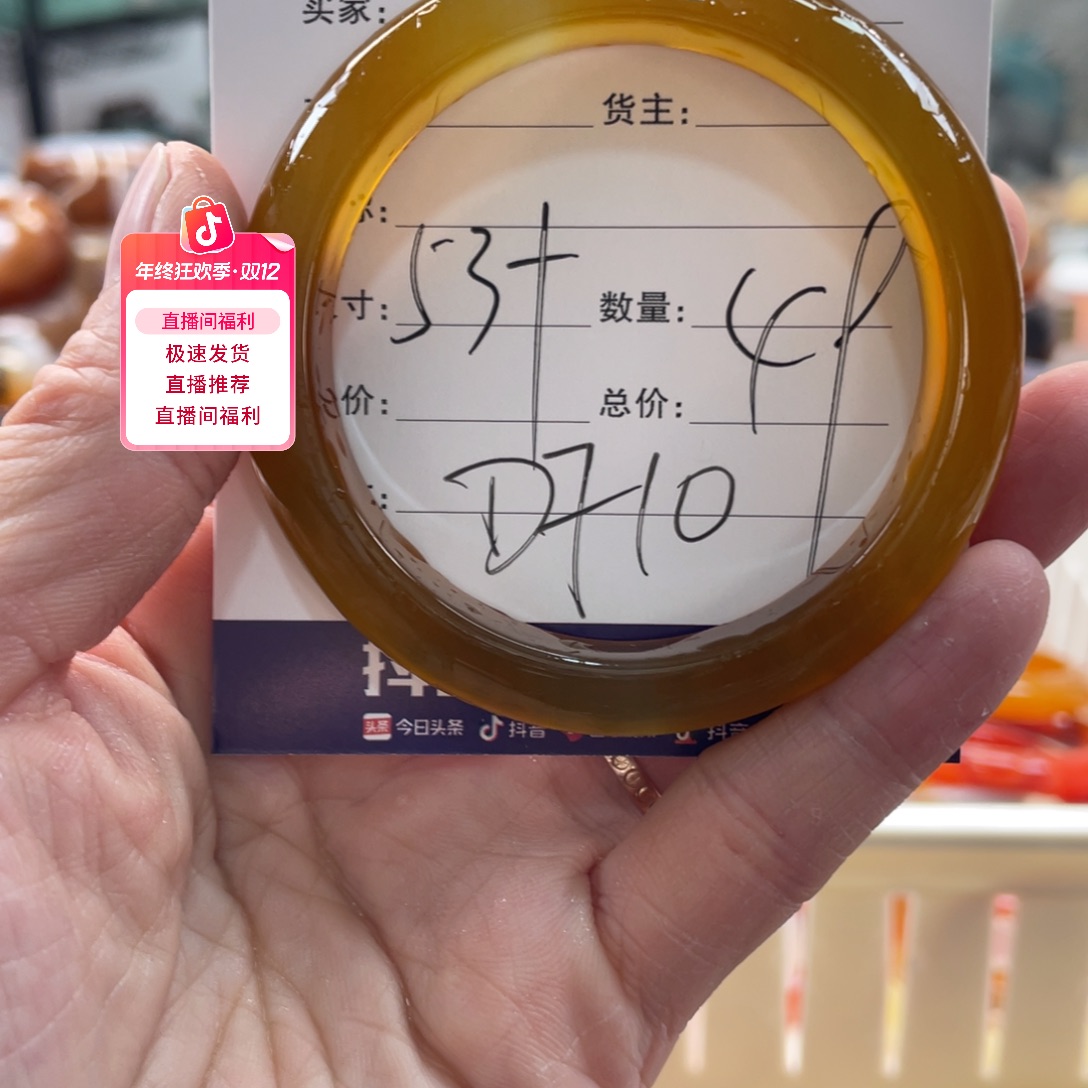 买家:
货主:
年终狂欢季·双12
直播间福利
极速发货
直播推荐
直播间福利
53+
寸:
数量:
价:
总价:
D710
今日头条 抖音